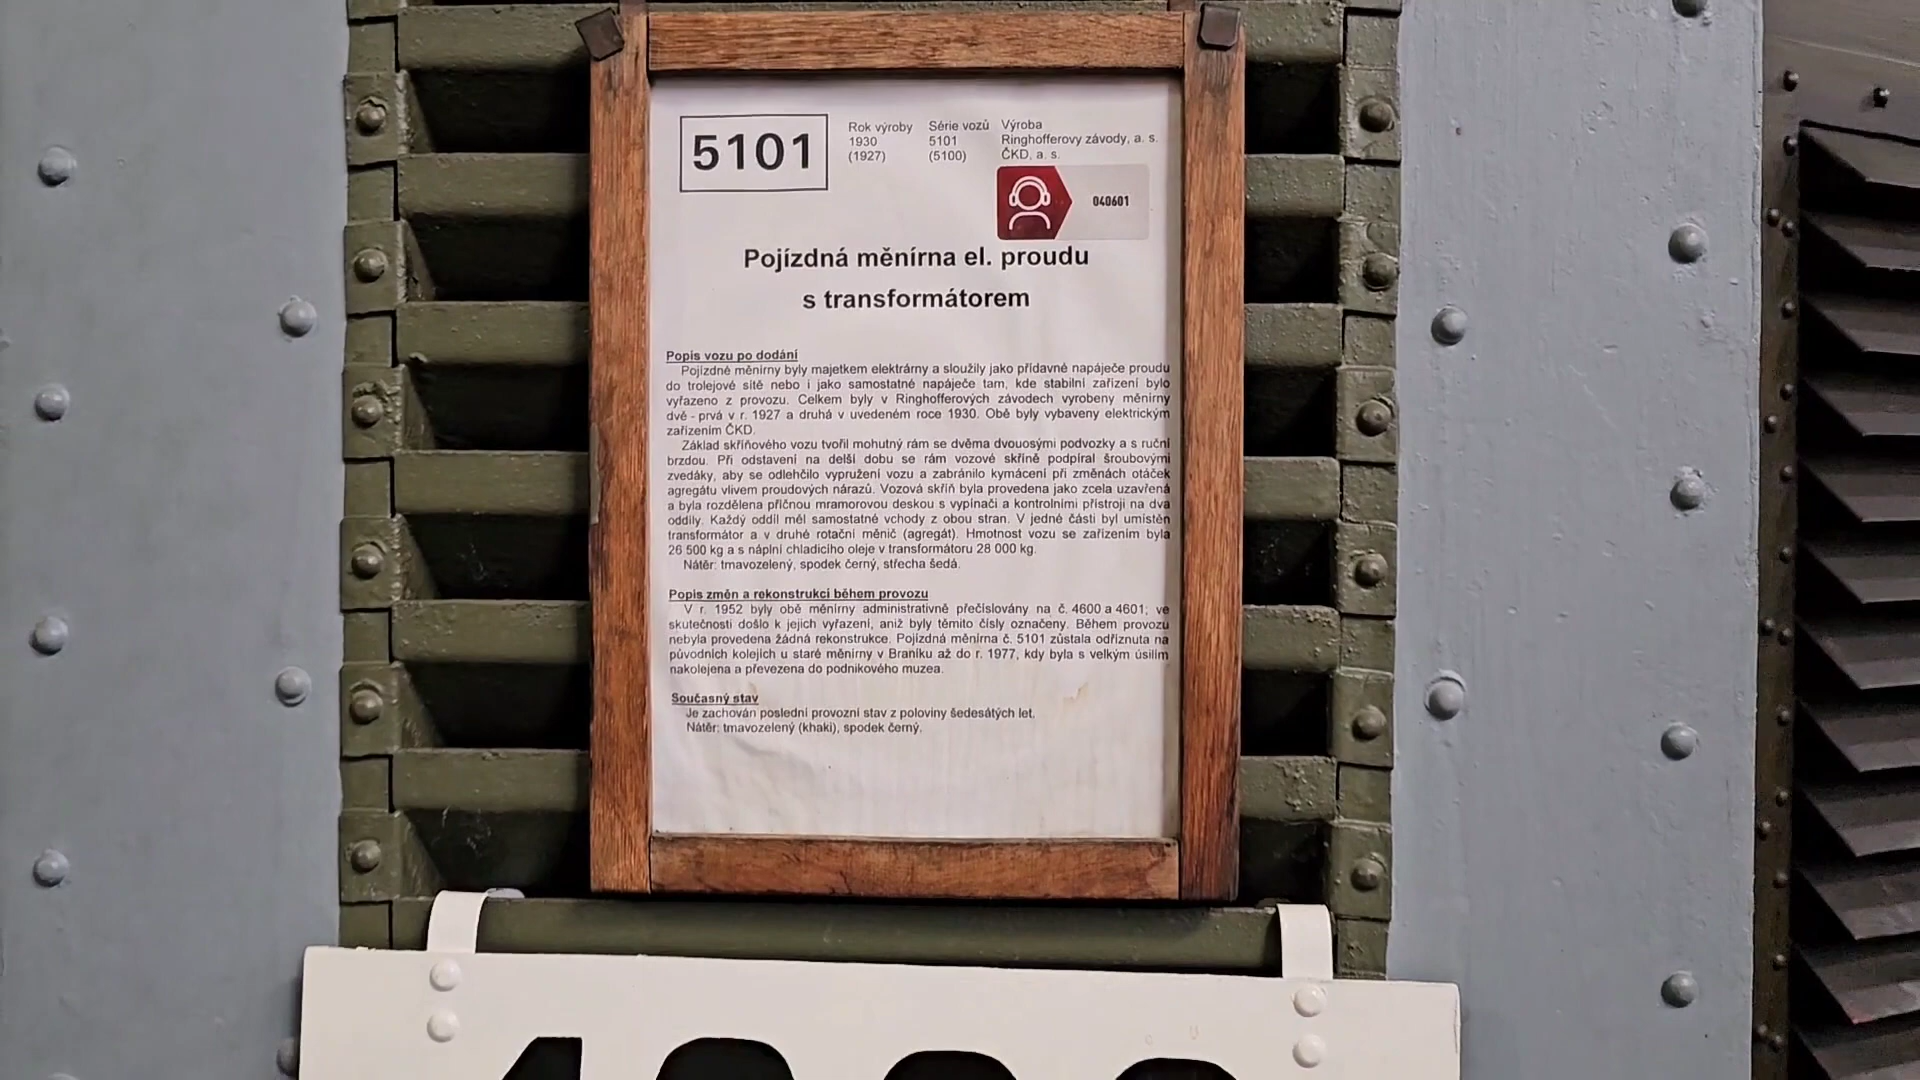 5101
Rok výroby
1930
(1927)
Série vozů
5101
(5100)
Výroba
Ringhofferovy závody, a. s.
ČKD, a. s.
040601
Pojízdná měnírna el. proudu
s transformátorem
Popis vozu po dodání
Pojízdné měnírny byly majetkem elektrárny a sloužily jako přídavné napáječe proudu
do trolejové sítě nebo i jako samostatné napáječe tam, kde stabilní zařízení bylo
vyřazeno z provozu. Celkem byly v Ringhofferových závodech vyrobeny měnírny
dvě - prvá v r. 1927 a druhá v uvedeném roce 1930. Obě byly vybaveny elektrickým
zařízením ČKD.
Základ skříňového vozu tvořil mohutný rám se dvěma dvouosými podvozky a s ruční
brzdou. Při odstavení na delší dobu se rám vozové skříně podpíral šroubovými
zvedáky, aby se odlehčilo vypružení vozu a zabránilo kymácení při změnách otáček
agregátu vlivem proudových nárazů. Vozová skříň byla provedena jako zcela uzavřená
a byla rozdělena příčnou mramorovou deskou s vypínači a kontrolními přístroji na dva
oddíly. Každý oddíl měl samostatné vchody z obou stran. V jedné části byl umístěn
transformátor a v druhé rotační měnič (agregát). Hmotnost vozu se zařízením byla
26 500 kg a s náplní chladicího oleje v transformátoru 28 000 kg.
Nátěr: tmavozelený, spodek černý, střecha šedá.
Popis změn a rekonstrukcí během provozu
V r. 1952 byly obě měnírny administrativně přečíslovány na č. 4600 a 4601; ve
skutečnosti došlo k jejich vyřazení, aniž byly těmito čísly označeny. Během provozu
nebyla provedena žádná rekonstrukce. Pojízdná měnírna č. 5101 zůstala odříznuta na
původních kolejích u staré měnírny v Braníku až do r. 1977, kdy byla s velkým úsilím
nakolejena a převezena do podnikového muzea.
Současný stav
Je zachován poslední provozní stav z poloviny šedesátých let.
Nátěr: tmavozelený (khaki), spodek černý.